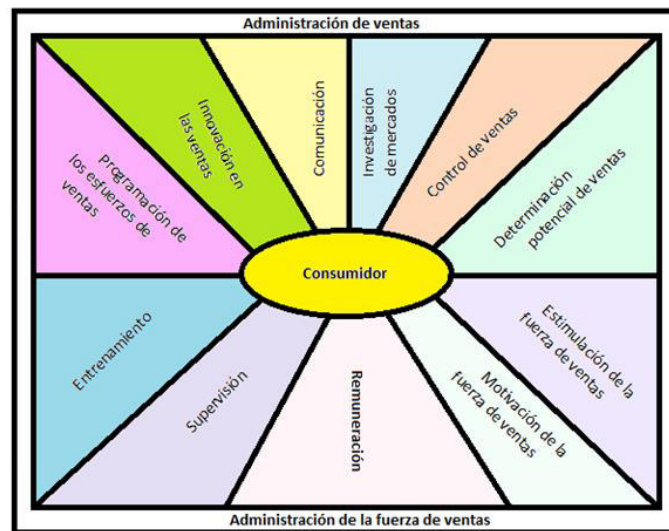 Administración de ventas
Programación de
los esfuerzos de
ventas
Innovación en
las ventas
Comunicación
Investigación
de mercados
Control de ventas
Determinación
potencial de ventas
Consumidor
Entrenamiento
Supervisión
Remuneración
Motivación de la
fuerza de ventas
Estimulación de la
fuerza de ventas
Administración de la fuerza de ventas